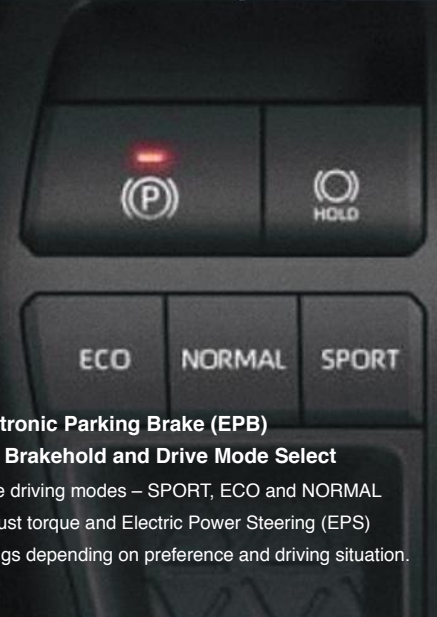 P
HOLD
ECO NORMAL SPORT
tronic Parking Brake (EPB)
Brakehold and Drive Mode Select
e driving modes – SPORT, ECO and NORMAL
ust torque and Electric Power Steering (EPS)
gs depending on preference and driving situation.